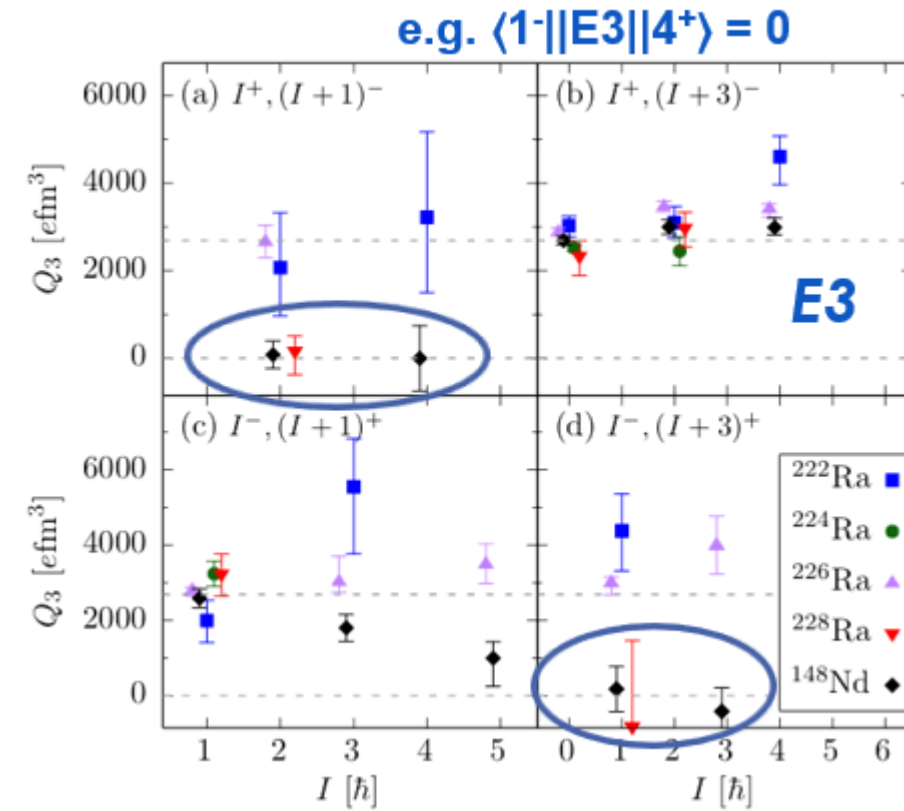 e.g. ⟨1⁻||E3||4⁺⟩ = 0
(a) I⁺, (I + 1)⁻
(b) I⁺, (I + 3)⁻
6000
4000
2000
0
Q₃ [efm³]
E3
(c) I⁻, (I + 1)⁺
(d) I⁻, (I + 3)⁺
6000
4000
2000
0
Q₃ [efm³]
²²²Ra
²²⁴Ra
²²⁶Ra
²²⁸Ra
¹⁴⁸Nd
1 2 3 4 5
0 1 2 3 4 5 6
I [ħ]
I [ħ]